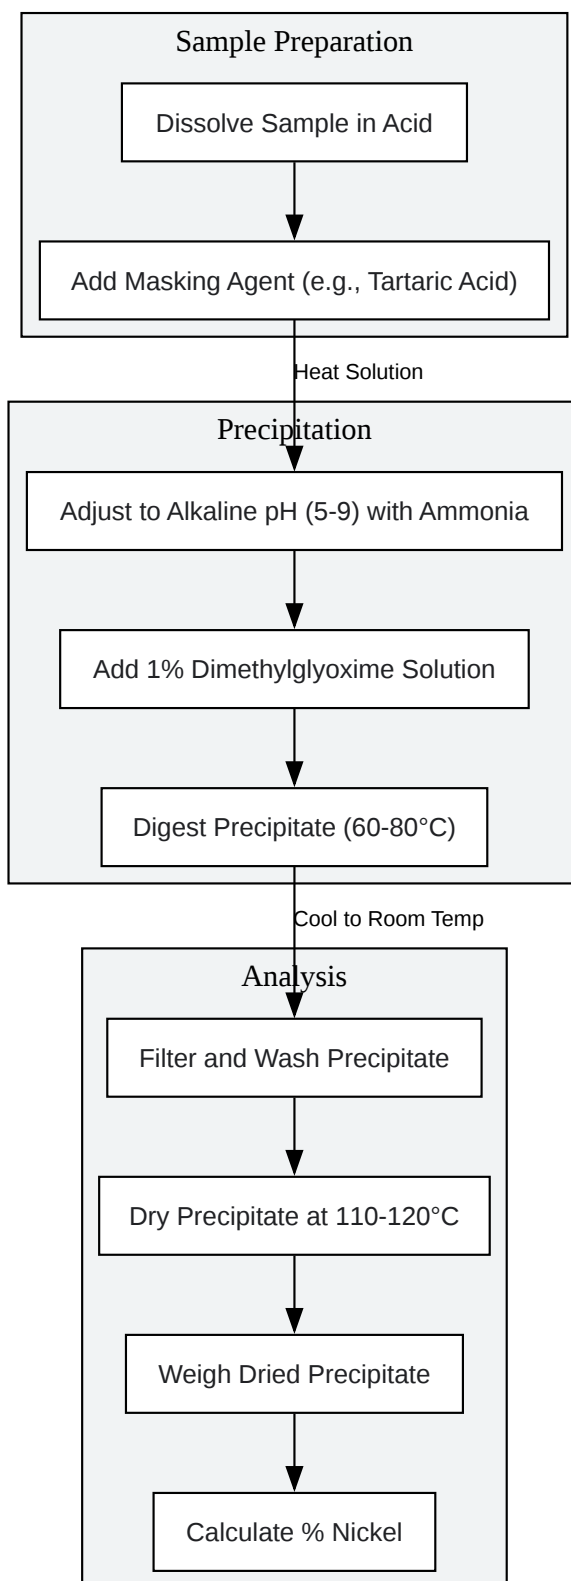 Sample Preparation
Dissolve Sample in Acid
Add Masking Agent (e.g., Tartaric Acid)
Heat Solution
Precipitation
Adjust to Alkaline pH (5-9) with Ammonia
Add 1% Dimethylglyoxime Solution
Digest Precipitate (60-80°C)
Cool to Room Temp
Analysis
Filter and Wash Precipitate
Dry Precipitate at 110-120°C
Weigh Dried Precipitate
Calculate % Nickel